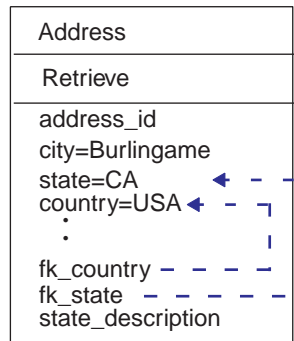 Address
Retrieve
address_id
city=Burlingame
state=CA
country=USA
.
.
fk_country
fk_state
state_description